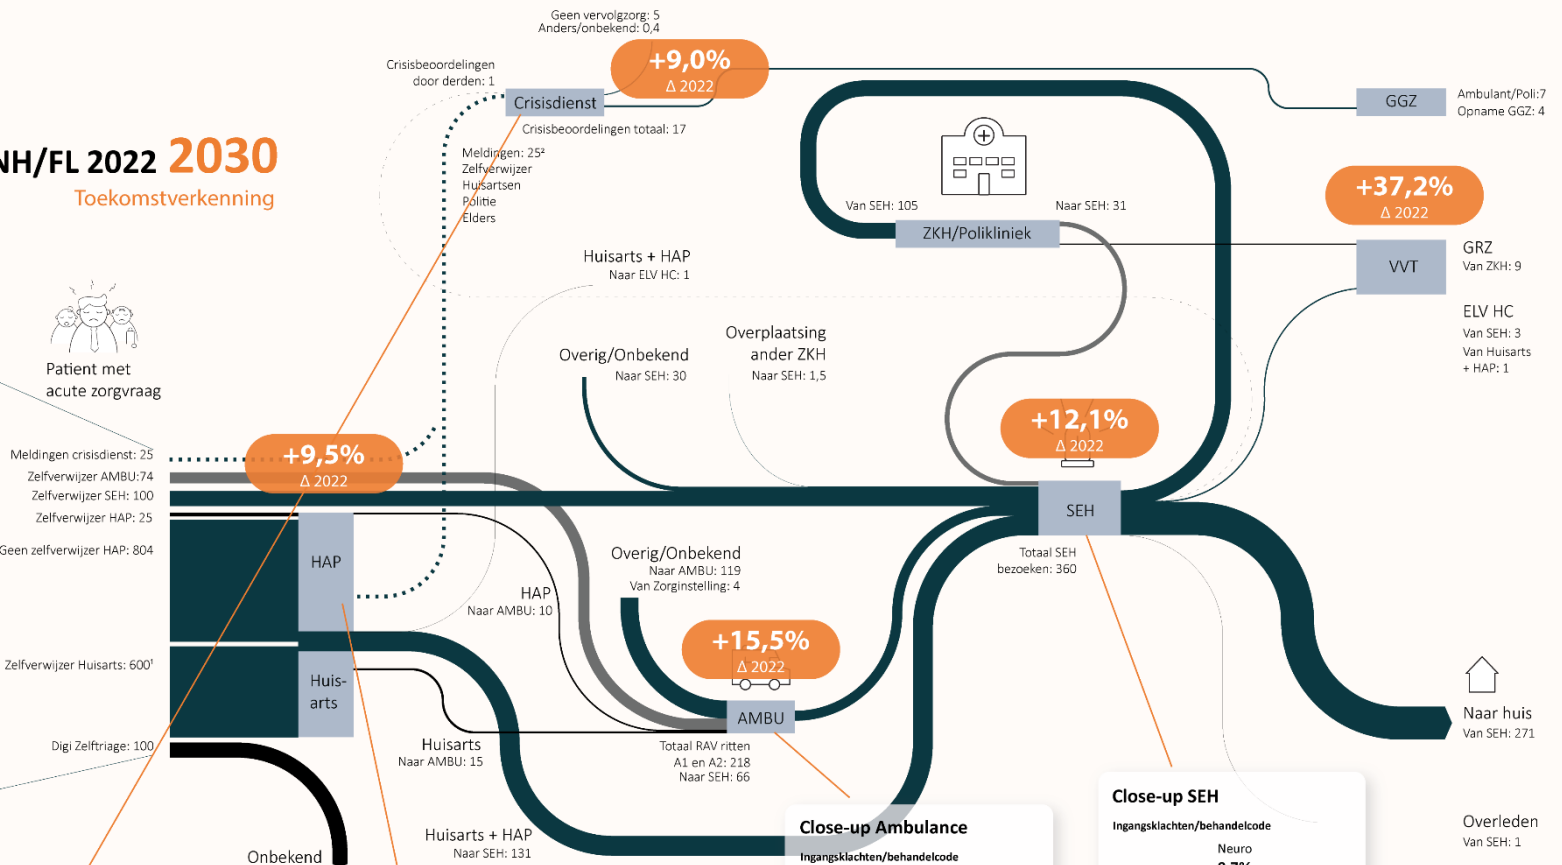 Geen vervolgzorg: 5
Anders/onbekend: 0,4
+9,0%
Δ 2022
Crisisbeoordelingen
door derden: 1
Crisisdienst
Crisisbeoordelingen totaal: 17
GGZ
Ambulant/Poli:7
Opname GGZ: 4
NH/FL 2022 2030
Toekomstverkenning
Meldingen: 25²
Zelfverwijzer
Huisartsen
Politie
Elders
Van SEH: 105
Naar SEH: 31
ZKH/Polikliniek
+37,2%
Δ 2022
VVT
GRZ
Van ZKH: 9
ELV HC
Van SEH: 3
Van Huisarts
+ HAP: 1
Huisarts + HAP
Naar ELV HC: 1
Patient met
acute zorgvraag
Overig/Onbekend
Naar SEH: 30
Overplaatsing
ander ZKH
Naar SEH: 1,5
+12,1%
Δ 2022
+9,5%
Δ 2022
Meldingen crisisdienst: 25
Zelfverwijzer AMBU:74
Zelfverwijzer SEH: 100
Zelfverwijzer HAP: 25
Geen zelfverwijzer HAP: 804
HAP
SEH
Totaal SEH
bezoeken: 360
Overig/Onbekend
Naar AMBU: 119
Van Zorginstelling: 4
HAP
Naar AMBU: 10
+15,5%
Δ 2022
Zelfverwijzer Huisarts: 600¹
Huis-
arts
AMBU
Totaal RAV ritten
A1 en A2: 218
Naar SEH: 66
Digi Zelftriage: 100
Huisarts
Naar AMBU: 15
Naar huis
Van SEH: 271
Huisarts + HAP
Naar SEH: 131
Onbekend
Close-up Ambulance
Ingangsklachten/behandelcode
Close-up SEH
Ingangsklachten/behandelcode
Neuro
Overleden
Van SEH: 1